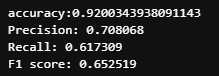 accuracy:0.9200343938091143
Precision: 0.708068
Recall: 0.617309
F1 score: 0.652519